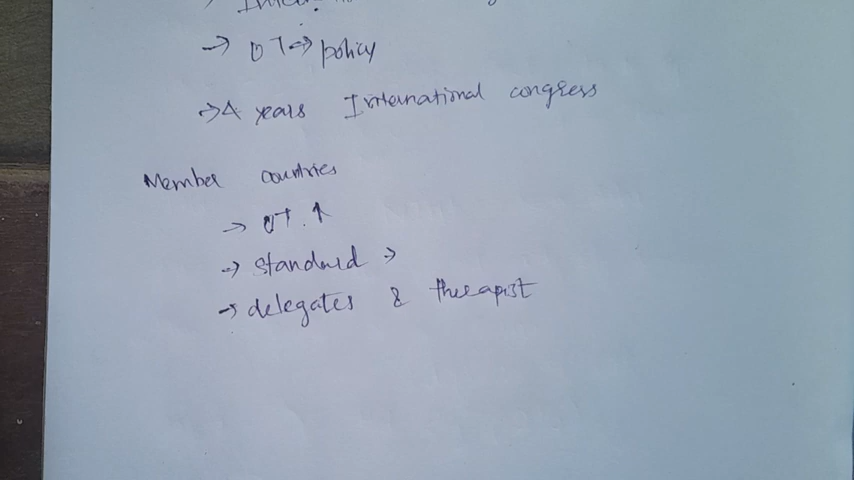 → OT ⇒ policy
→ 4 years International congress
Member countries
→ OT. ↑
→ standard >
→ delegates & therapist